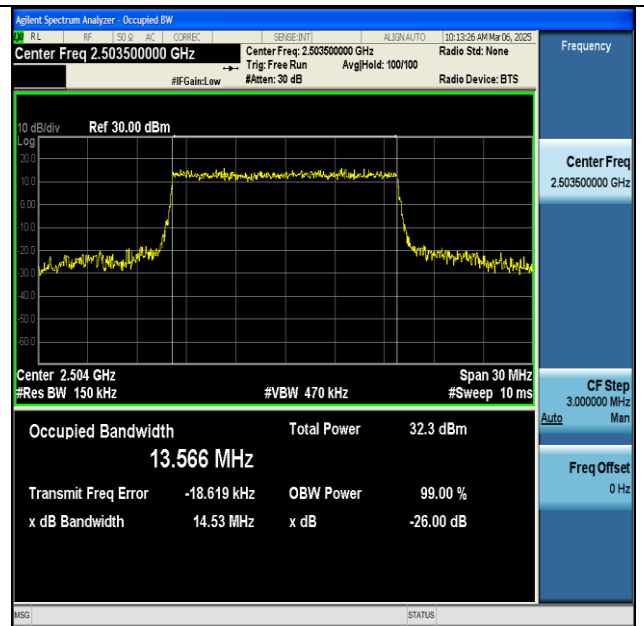 Agilent Spectrum Analyzer - Occupied BW
LXI RL RF 50 Ω AC CORREC SENSE:INT ALIGN AUTO 10:13:26 AM Mar 06, 2025
Center Freq 2.503500000 GHz
Center Freq: 2.503500000 GHz
Radio Std: None
Trig: Free Run Avg|Hold: 100/100
#IFGain:Low
#Atten: 30 dB
Radio Device: BTS
10 dB/div Ref 30.00 dBm
Log
20.0
10.0
0.00
-10.0
-20.0
-30.0
-50.0
-60.0
Center 2.504 GHz
Span 30 MHz
#Res BW 150 kHz
#VBW 470 kHz
#Sweep 10 ms
Occupied Bandwidth
13.566 MHz
Total Power 32.3 dBm
Transmit Freq Error -18.619 kHz
OBW Power 99.00 %
x dB Bandwidth 14.53 MHz
x dB -26.00 dB
Frequency
Center Freq
2.503500000 GHz
CF Step
3.000000 MHz
Auto Man
Freq Offset
0 Hz
MSG
STATUS